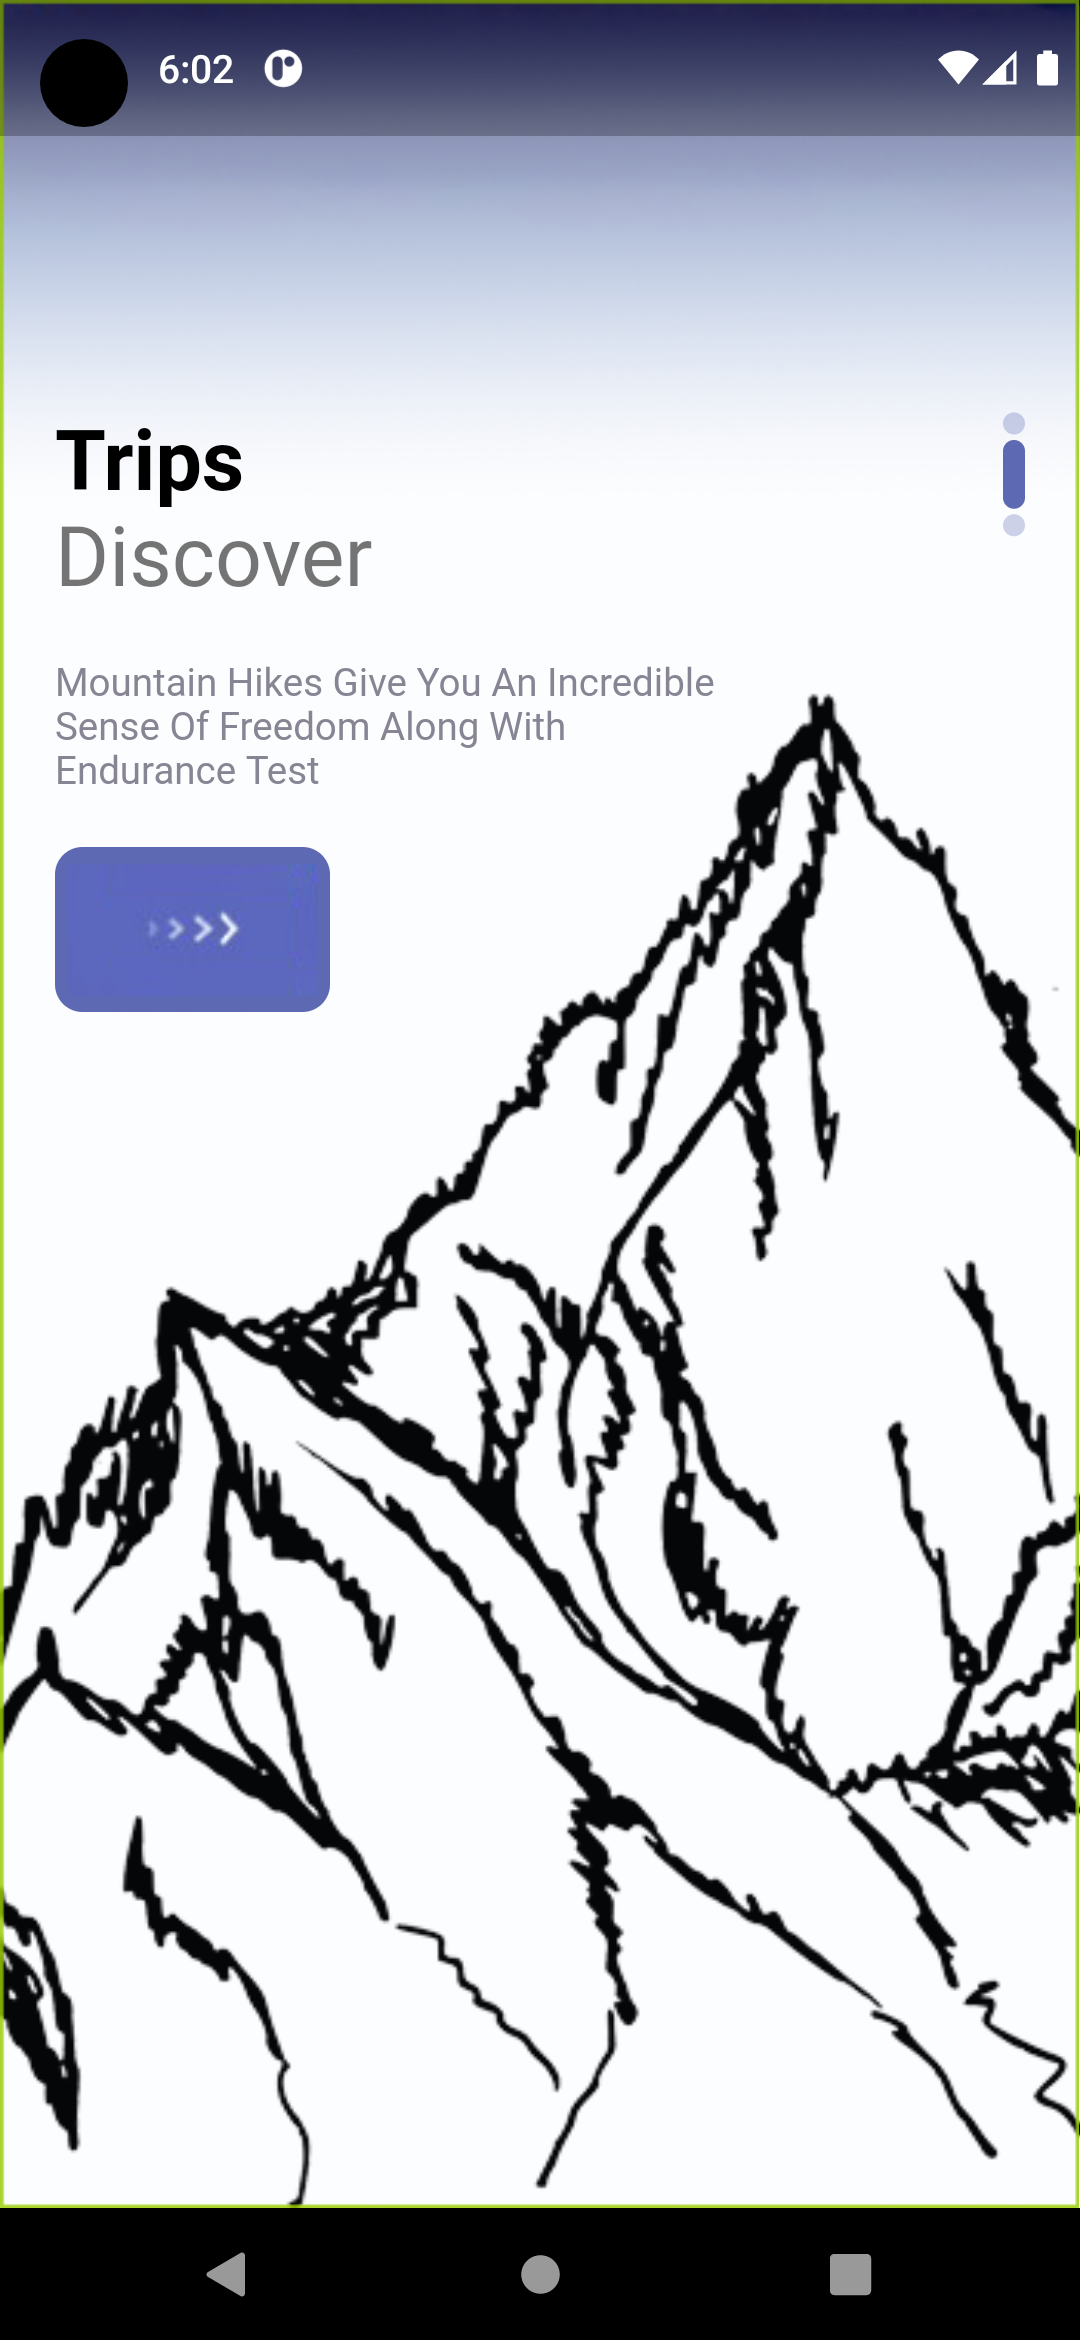 6:02
Trips
Discover
Mountain Hikes Give You An Incredible
Sense Of Freedom Along With
Endurance Test